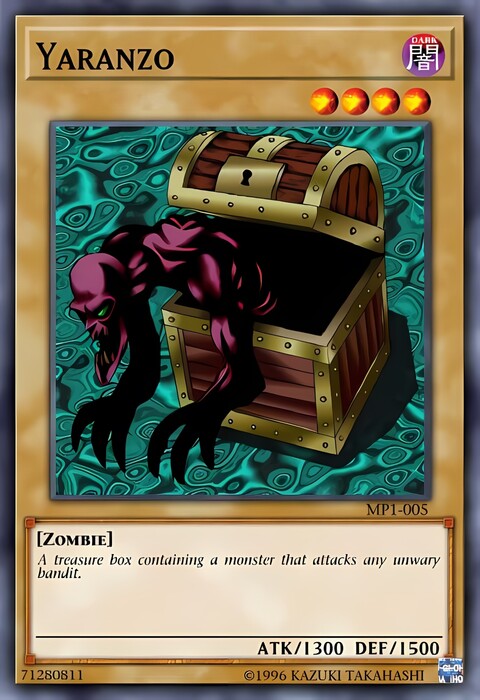 YARANZO
DARK
闇
MP1-005
[ZOMBIE]
A treasure box containing a monster that attacks any unwary
bandit.
ATK/1300 DEF/1500
71280811
©1996 KAZUKI TAKAHASHI